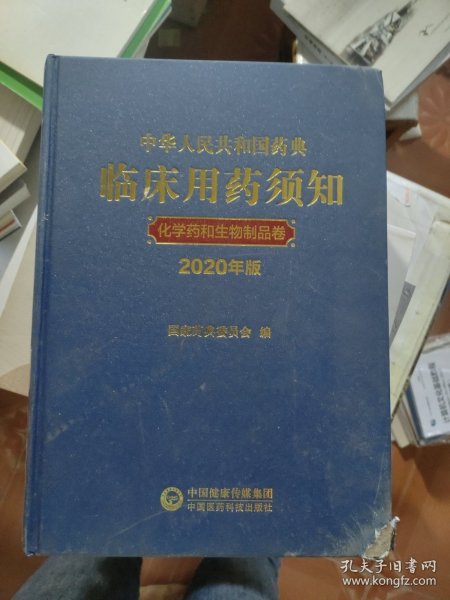 中华人民共和国药典
临床用药须知
化学药和生物制品卷
2020年版
国家药典委员会 编
中国健康传媒集团
中国医药科技出版社
孔夫子旧书网
www.kongfz.com